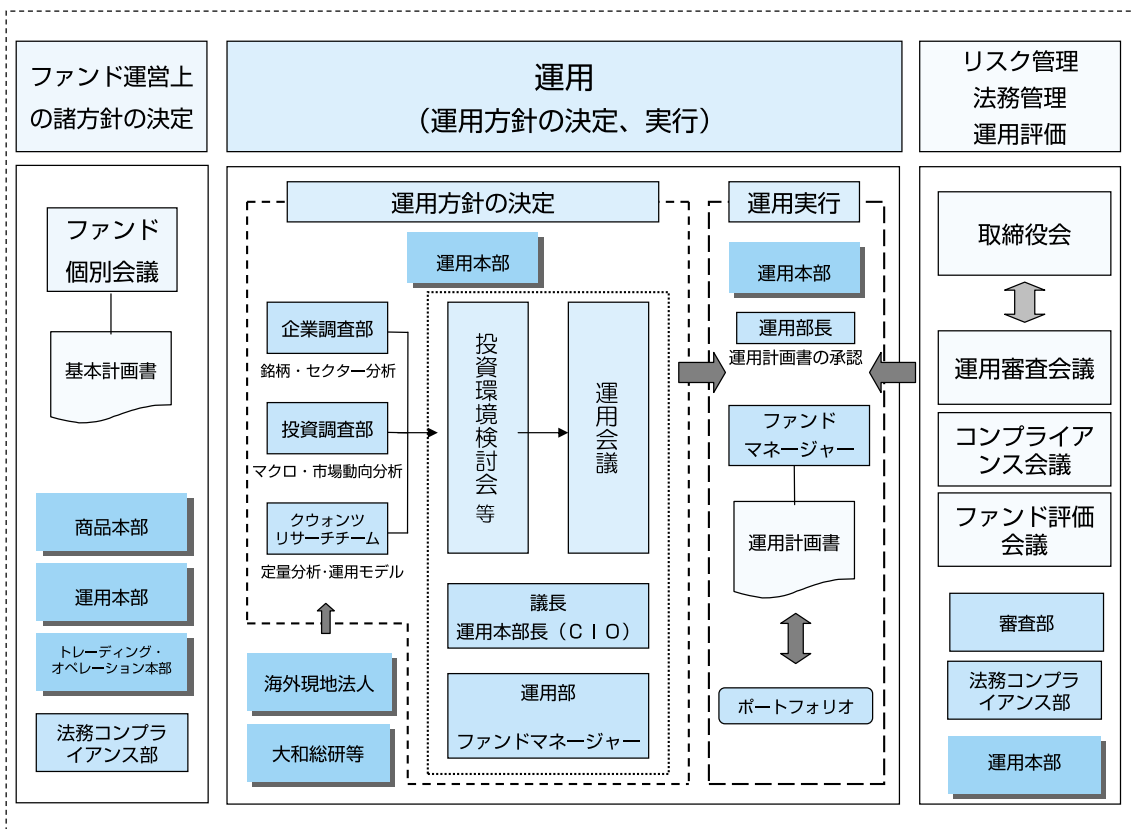 ファンド運営上
の諸方針の決定
運用
（運用方針の決定、実行）
リスク管理
法務管理
運用評価
ファンド
個別会議
基本計画書
商品本部
運用本部
トレーディング・
オペレーション本部
法務コンプラ
イアンス部
運用方針の決定
運用本部
企業調査部
銘柄・セクター分析
投資調査部
マクロ・市場動向分析
クウォンツ
リサーチチーム
定量分析・運用モデル
海外現地法人
大和総研等
投資環境検討会 等
運用会議
議長
運用本部長（ＣＩＯ）
運用部
ファンドマネージャー
運用実行
運用本部
運用部長
運用計画書の承認
ファンド
マネージャー
運用計画書
ポートフォリオ
取締役会
運用審査会議
コンプライア
ンス会議
ファンド評価
会議
審査部
法務コンプラ
イアンス部
運用本部